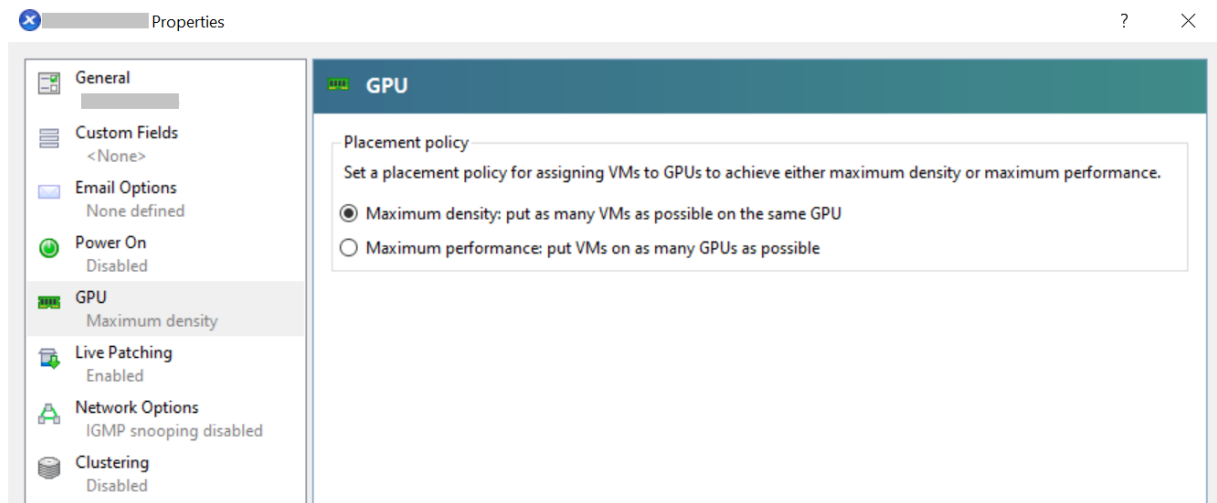 Properties
?
General
Custom Fields
<None>
Email Options
None defined
Power On
Disabled
GPU
Maximum density
Live Patching
Enabled
Network Options
IGMP snooping disabled
Clustering
Disabled
GPU
Placement policy
Set a placement policy for assigning VMs to GPUs to achieve either maximum density or maximum performance.
Maximum density: put as many VMs as possible on the same GPU
Maximum performance: put VMs on as many GPUs as possible